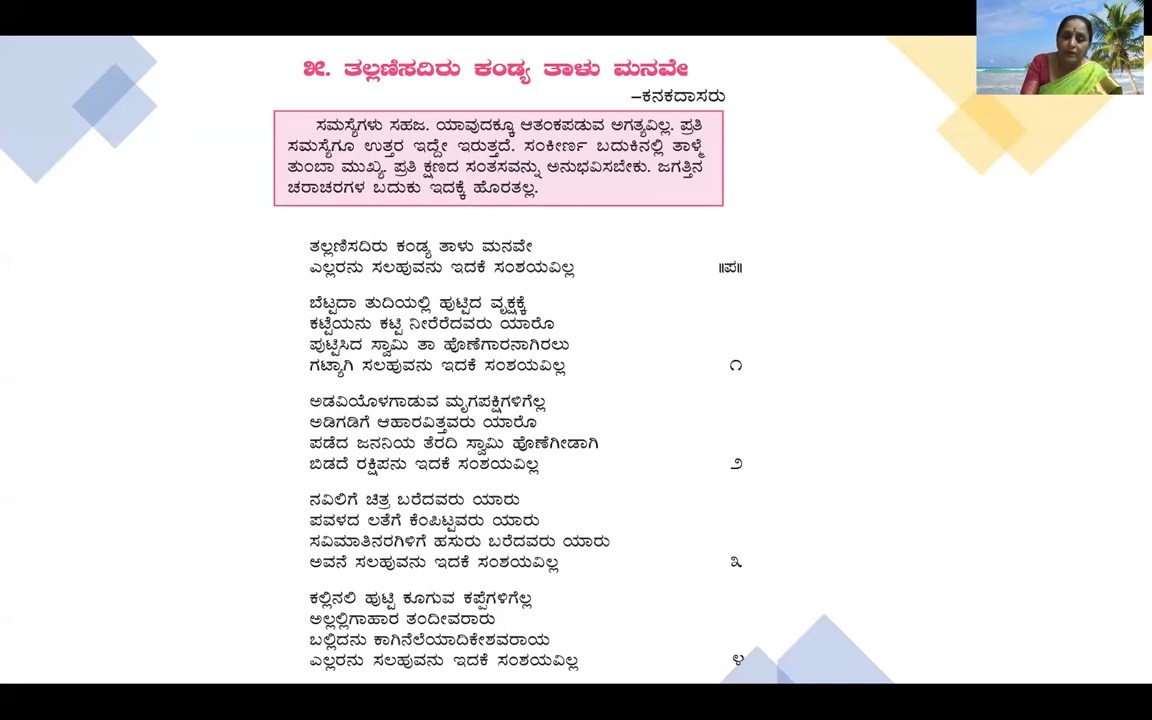 ೫. ತಲ್ಲಣಿಸದಿರು ಕಂಡ್ಯ ತಾಳು ಮನವೇ
–ಕನಕದಾಸರು
ಸಮಸ್ಯೆಗಳು ಸಹಜ. ಯಾವುದಕ್ಕೂ ಆತಂಕಪಡುವ ಅಗತ್ಯವಿಲ್ಲ. ಪ್ರತಿ
ಸಮಸ್ಯೆಗೂ ಉತ್ತರ ಇದ್ದೇ ಇರುತ್ತದೆ. ಸಂಕೀರ್ಣ ಬದುಕಿನಲ್ಲಿ ತಾಳ್ಮೆ
ತುಂಬಾ ಮುಖ್ಯ. ಪ್ರತಿ ಕ್ಷಣದ ಸಂತಸವನ್ನು ಅನುಭವಿಸಬೇಕು. ಜಗತ್ತಿನ
ಚರಾಚರಗಳ ಬದುಕು ಇದಕ್ಕೆ ಹೊರತಲ್ಲ.
ತಲ್ಲಣಿಸದಿರು ಕಂಡ್ಯ ತಾಳು ಮನವೇ
ಎಲ್ಲರನು ಸಲಹುವನು ಇದಕೆ ಸಂಶಯವಿಲ್ಲ ॥ಪ॥
ಬೆಟ್ಟದಾ ತುದಿಯಲ್ಲಿ ಹುಟ್ಟಿದ ವೃಕ್ಷಕ್ಕೆ
ಕಟ್ಟೆಯನು ಕಟ್ಟಿ ನೀರೆರೆದವರು ಯಾರೊ
ಪುಟ್ಟಿಸಿದ ಸ್ವಾಮಿ ತಾ ಹೊಣೆಗಾರನಾಗಿರಲು
ಗಟ್ಯಾಗಿ ಸಲಹುವನು ಇದಕೆ ಸಂಶಯವಿಲ್ಲ ೧
ಅಡವಿಯೊಳಗಾಡುವ ಮೃಗಪಕ್ಷಿಗಳಿಗೆಲ್ಲ
ಅಡಿಗಡಿಗೆ ಆಹಾರವಿತ್ತವರು ಯಾರೊ
ಪಡೆದ ಜನನಿಯ ತೆರದಿ ಸ್ವಾಮಿ ಹೊಣೆಗೀಡಾಗಿ
ಬಿಡದೆ ರಕ್ಷಿಪನು ಇದಕೆ ಸಂಶಯವಿಲ್ಲ ೨
ನವಿಲಿಗೆ ಚಿತ್ರ ಬರೆದವರು ಯಾರು
ಪವಳದ ಲತೆಗೆ ಕೆಂಪಿಟ್ಟವರು ಯಾರು
ಸವಿಮಾತಿನರಗಿಳಿಗೆ ಹಸುರು ಬರೆದವರು ಯಾರು
ಅವನೆ ಸಲಹುವನು ಇದಕೆ ಸಂಶಯವಿಲ್ಲ ೩
ಕಲ್ಲಿನಲಿ ಹುಟ್ಟಿ ಕೂಗುವ ಕಪ್ಪೆಗಳಿಗೆಲ್ಲ
ಅಲ್ಲಲ್ಲಿಗಾಹಾರ ತಂದೀವರಾರು
ಬಲ್ಲಿದನು ಕಾಗಿನೆಲೆಯಾದಿಕೇಶವರಾಯ
ಎಲ್ಲರನು ಸಲಹುವನು ಇದಕೆ ಸಂಶಯವಿಲ್ಲ ೪